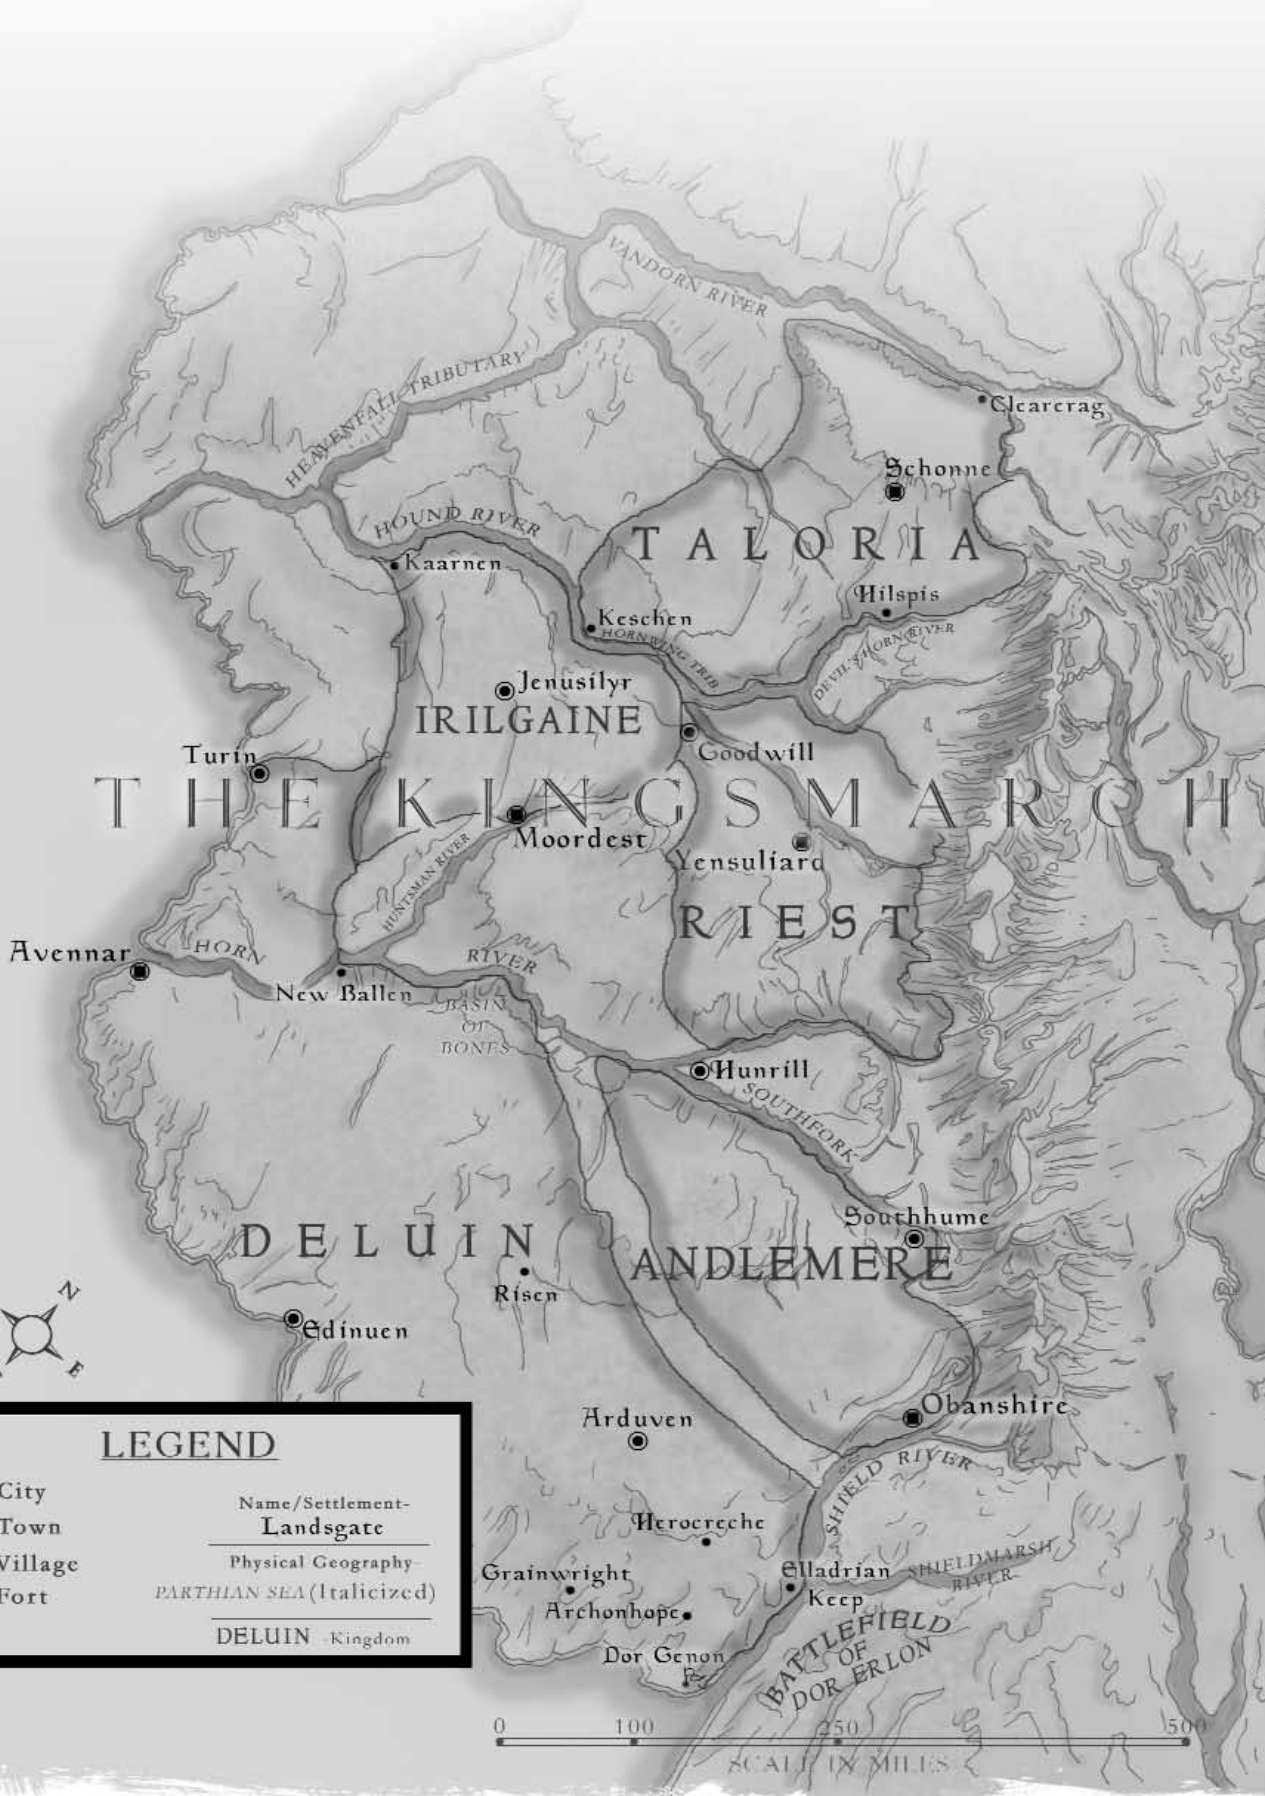 VANDORN RIVER
HEAVENFALL TRIBUTARY
Clearcrag
Schonne
HOUND RIVER
TALORIA
Kaarnen
Hilspis
Keschen
HORNWING TRIB
DEVIL'S HORN RIVER
Jenusilyr
IRILGAINE
Turin
Goodwill
THE KINGSMARCH
Moordest
Yensuliard
HUNTSMAN RIVER
RIEST
Avennar
HORN
RIVER
New Ballen
BASIN
OF
BONES
Hunrill
SOUTHFORK
Southhume
DELUIN
ANDLEMERE
Risen
N
Edinuen
E
Obanshire
Arduven
SHIELD RIVER
LEGEND
City
Town
Village
Fort
Name/Settlement-
Landsgate
Physical Geography-
PARTHIAN SEA (Italicized)
DELUIN -Kingdom
Herocreche
Grainwright
Elladrian
Keep
SHIELDMARSH
RIVER
Archonhope
Dor Genon
BATTLEFIELD
OF
DOR ERLON
0 100 250 500
SCALE IN MILES